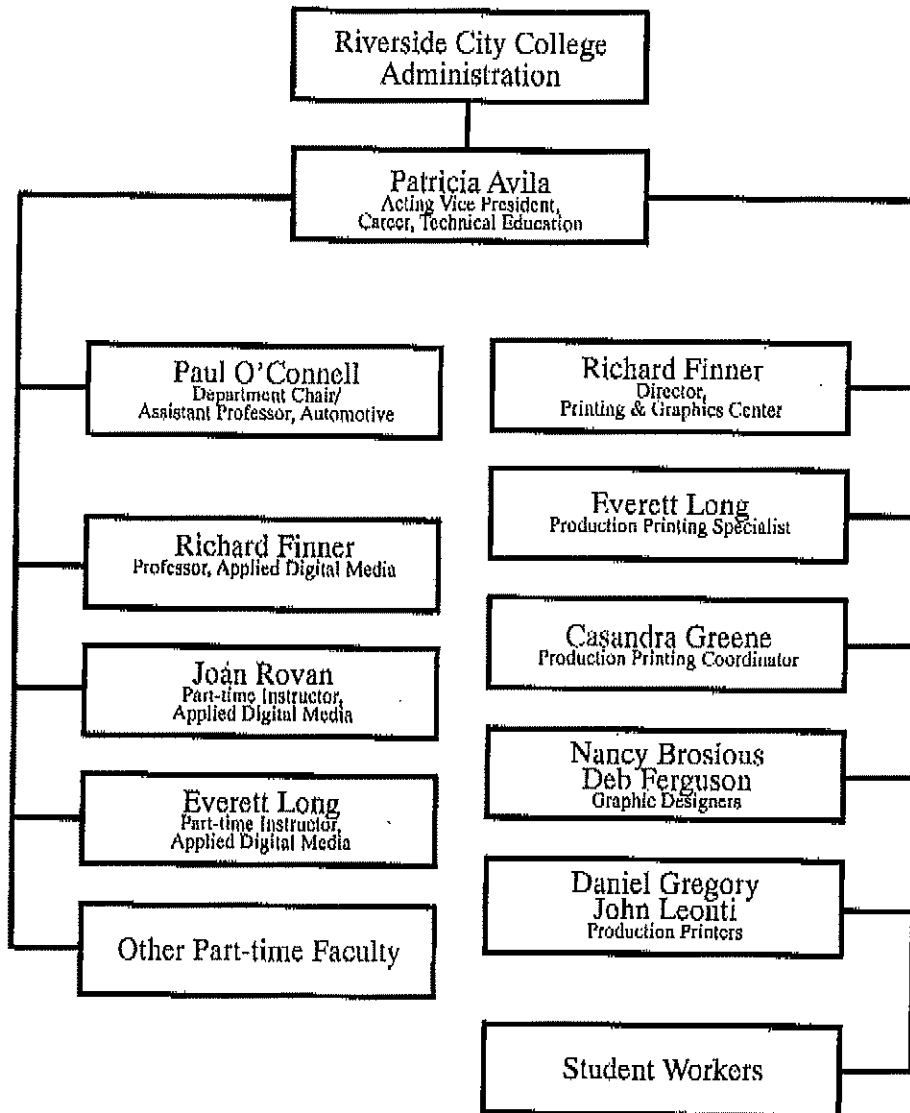 Riverside City College
Administration
Patricia Avila
Acting Vice President,
Career, Technical Education
Paul O'Connell
Department Chair/
Assistant Professor, Automotive
Richard Finner
Professor, Applied Digital Media
Joan Rovan
Part-time Instructor,
Applied Digital Media
Everett Long
Part-time Instructor,
Applied Digital Media
Other Part-time Faculty
Richard Finner
Director,
Printing & Graphics Center
Everett Long
Production Printing Specialist
Casandra Greene
Production Printing Coordinator
Nancy Brosious
Deb Ferguson
Graphic Designers
Daniel Gregory
John Leonti
Production Printers
Student Workers